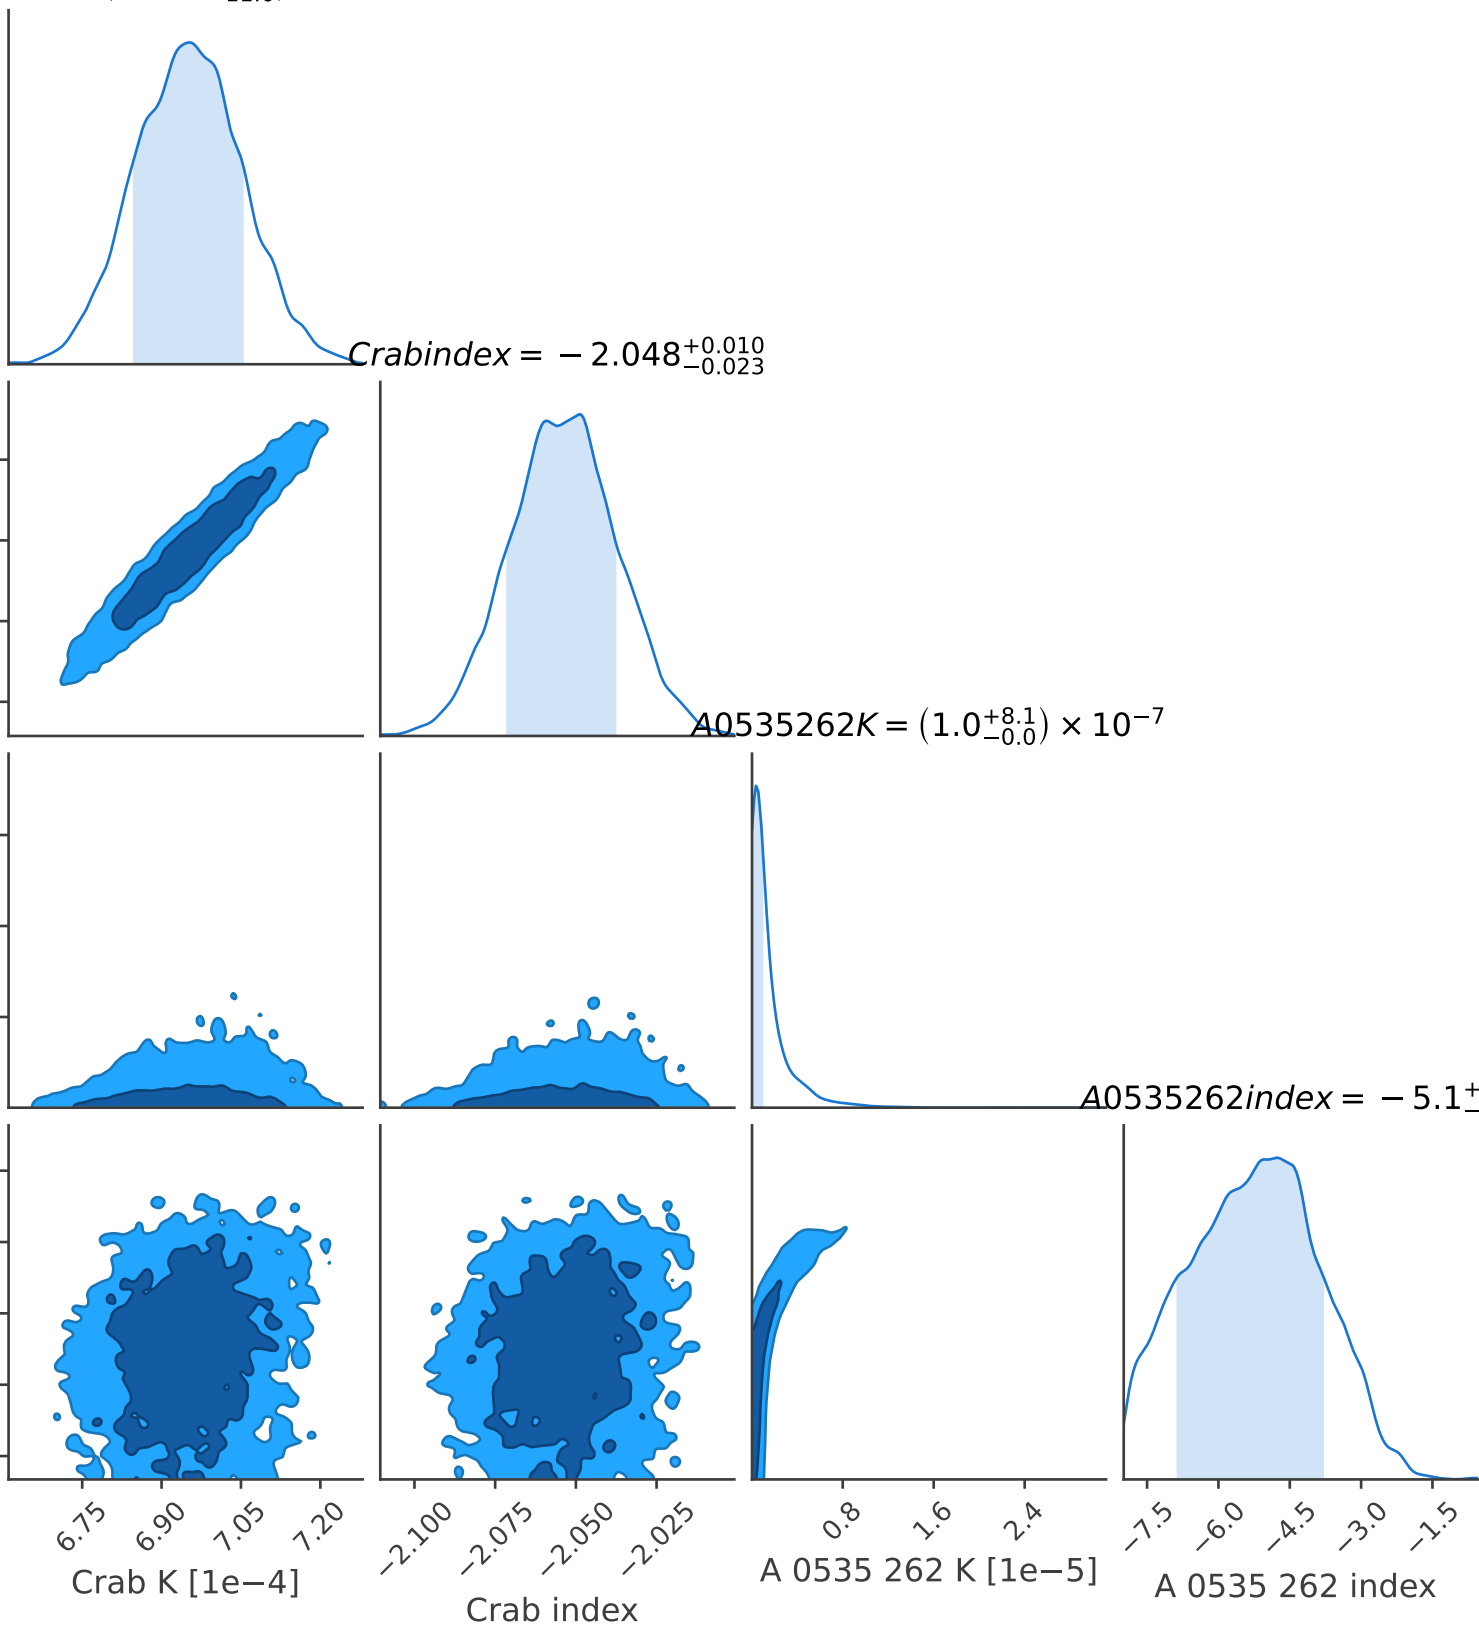 Crabindex = −2.048 +0.010 −0.023
A0535262K = (1.0 +8.1 −0.0) × 10−7
A0535262index = −5.1
6.75 6.90 7.05 7.20
−2.100 −2.075 −2.050 −2.025
0.8 1.6 2.4
−7.5 −6.0 −4.5 −3.0 −1.5
Crab K [1e−4]
Crab index
A 0535 262 K [1e−5]
A 0535 262 index